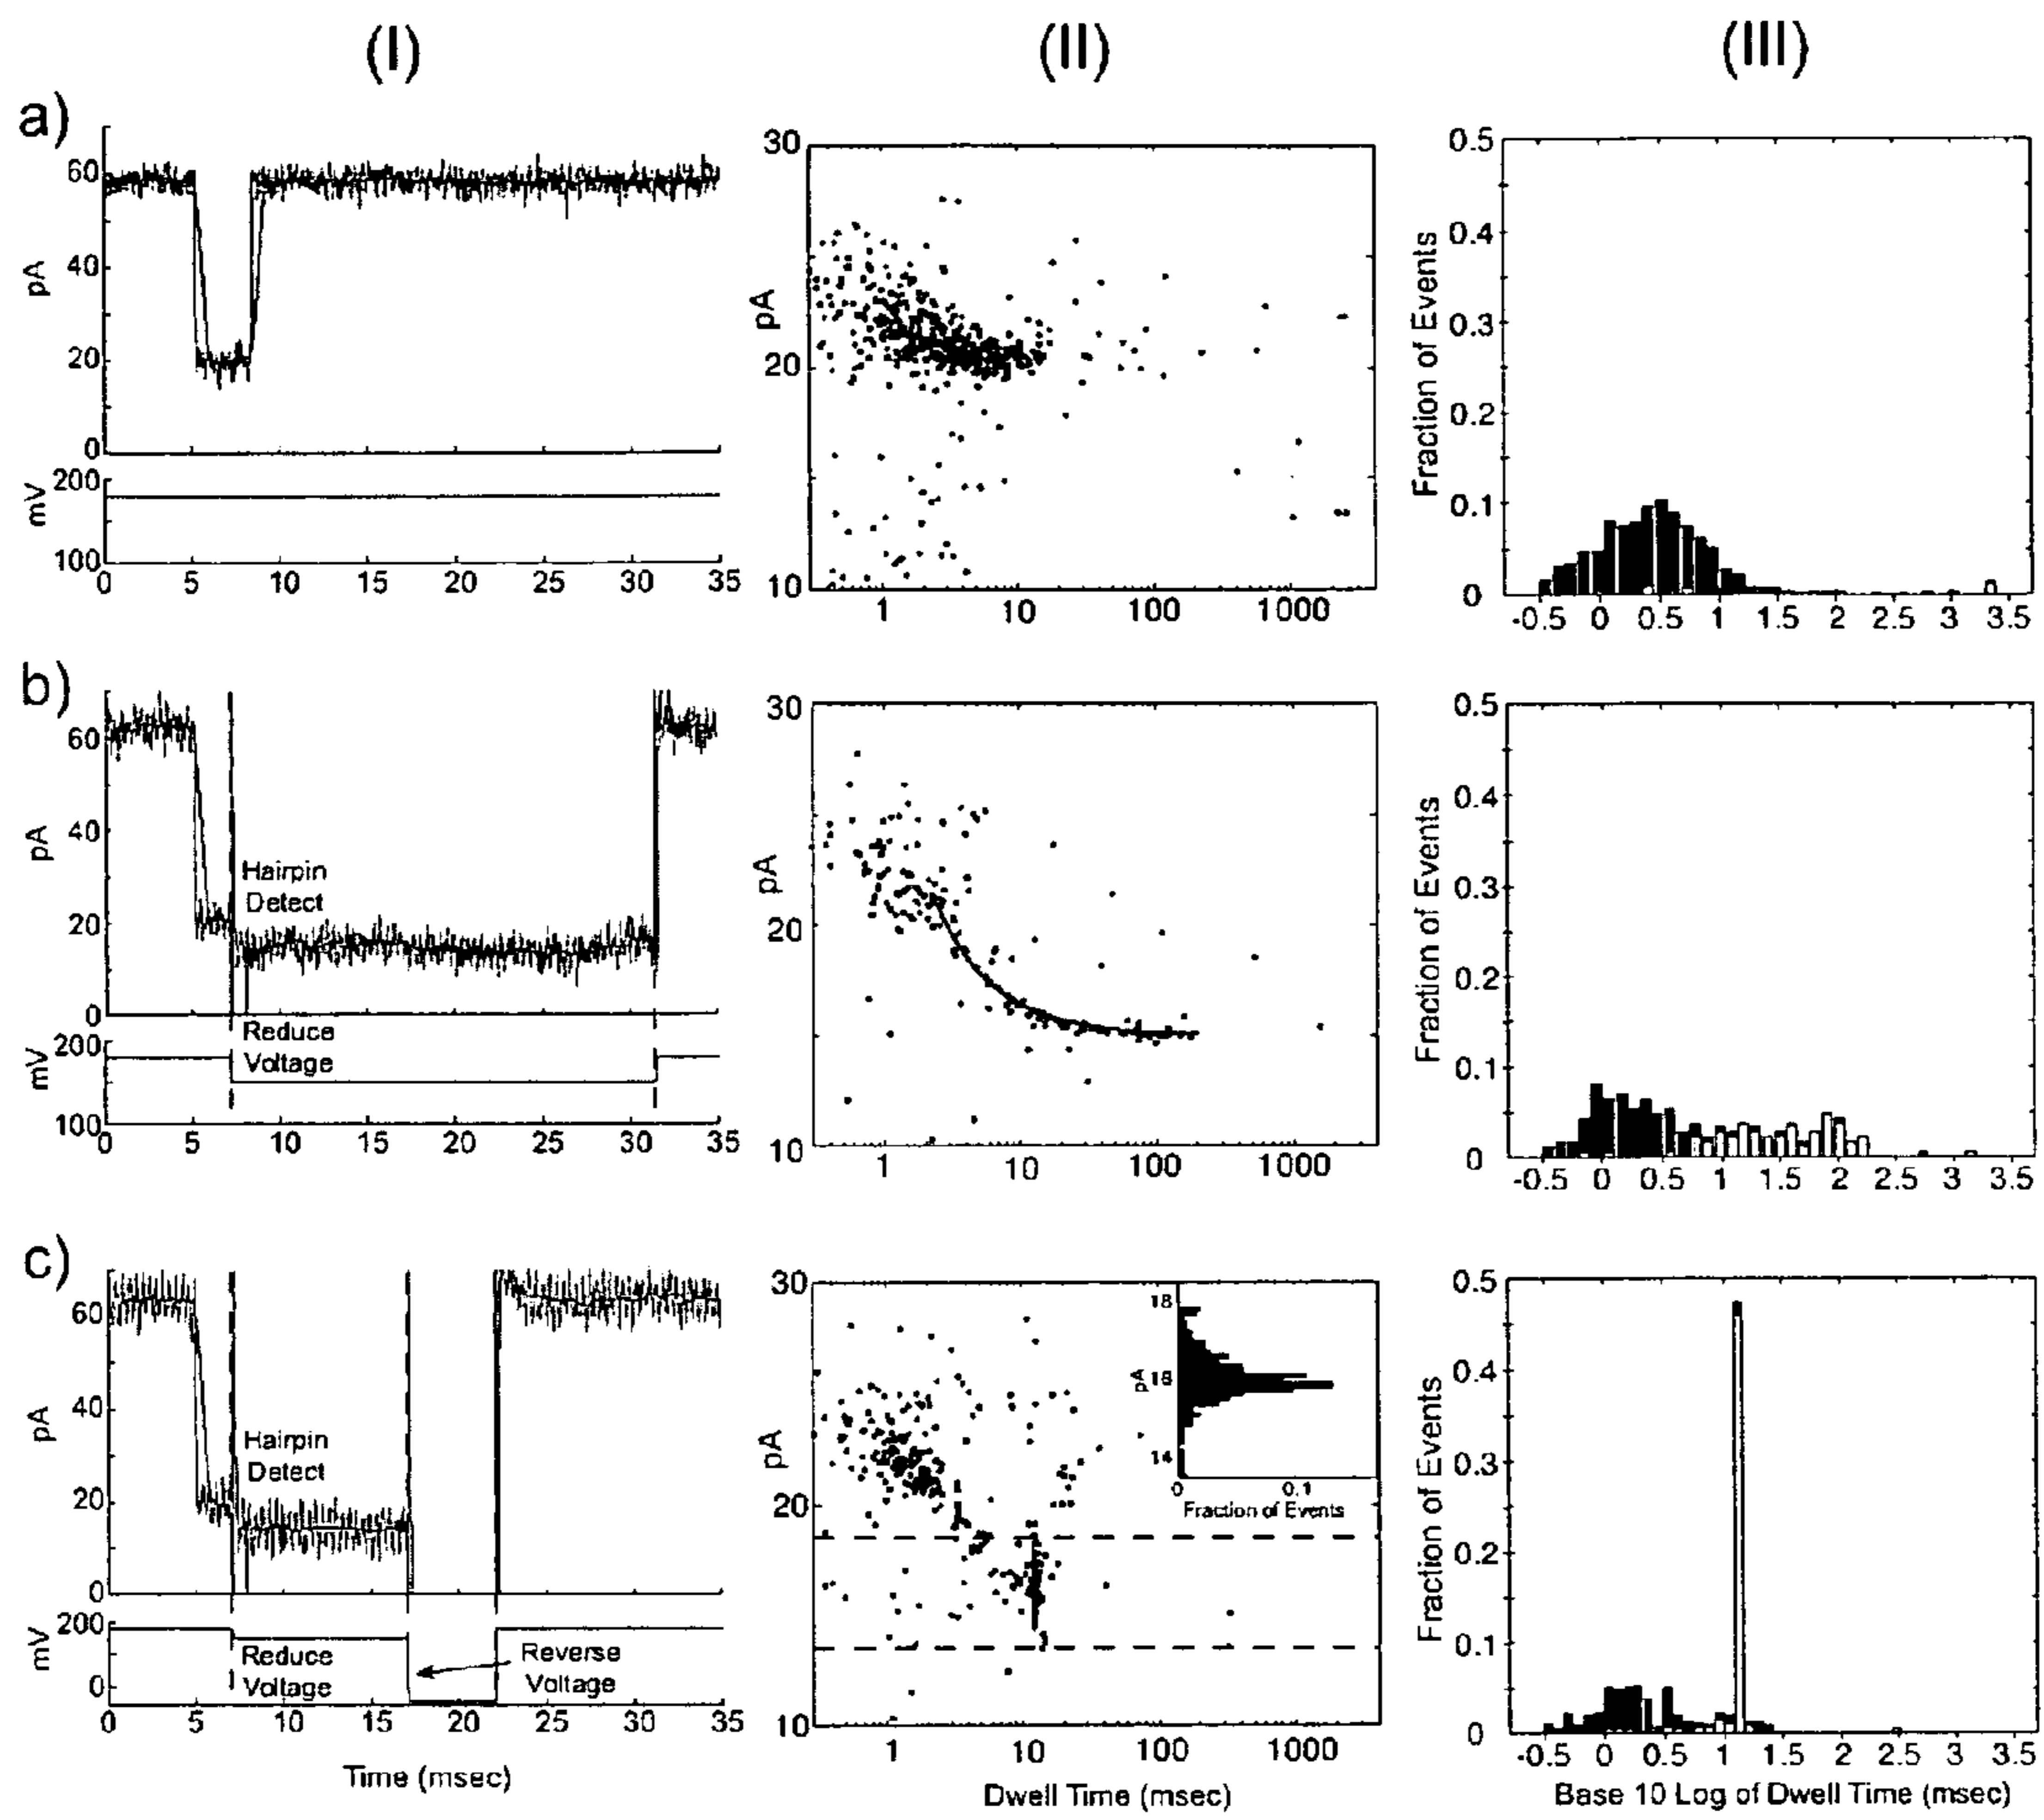 (I) (II) (III)
a)
60
40
20
0
pA
200
100
mV
0 5 10 15 20 25 30 35
30
20
10
pA
1 10 100 1000
0.5
0.4
0.3
0.2
0.1
0
Fraction of Events
-0.5 0 0.5 1 1.5 2 2.5 3 3.5
b)
60
40
20
0
pA
Hairpin
Detect
Reduce
Voltage
200
100
mV
0 5 10 15 20 25 30 35
30
20
10
pA
1 10 100 1000
0.5
0.4
0.3
0.2
0.1
0
Fraction of Events
-0.5 0 0.5 1 1.5 2 2.5 3 3.5
c)
60
40
20
0
pA
Hairpin
Detect
200
0
mV
Reduce
Voltage
Reverse
Voltage
0 5 10 15 20 25 30 35
Time (msec)
30
20
10
pA
18
16
14
pA
0 0.1
Fraction of Events
1 10 100 1000
Dwell Time (msec)
0.5
0.4
0.3
0.2
0.1
0
Fraction of Events
-0.5 0 0.5 1 1.5 2 2.5 3 3.5
Base 10 Log of Dwell Time (msec)